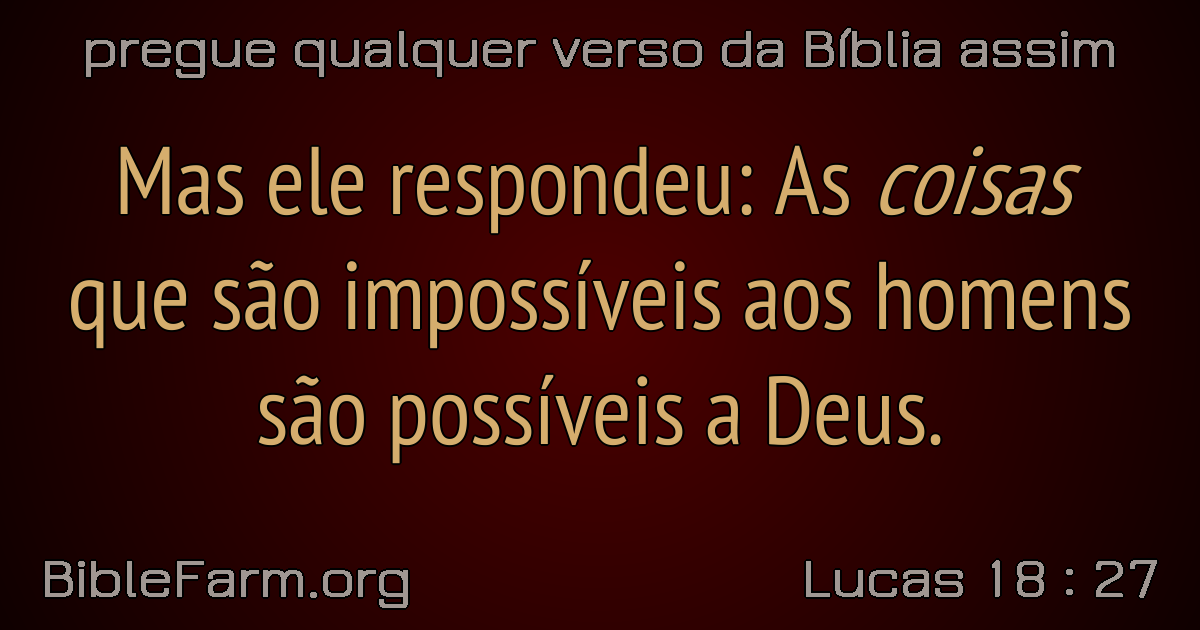 pregue qualquer verso da Bíblia assim
Mas ele respondeu: As coisas
que são impossíveis aos homens
são possíveis a Deus.
BibleFarm.org
Lucas 18 : 27